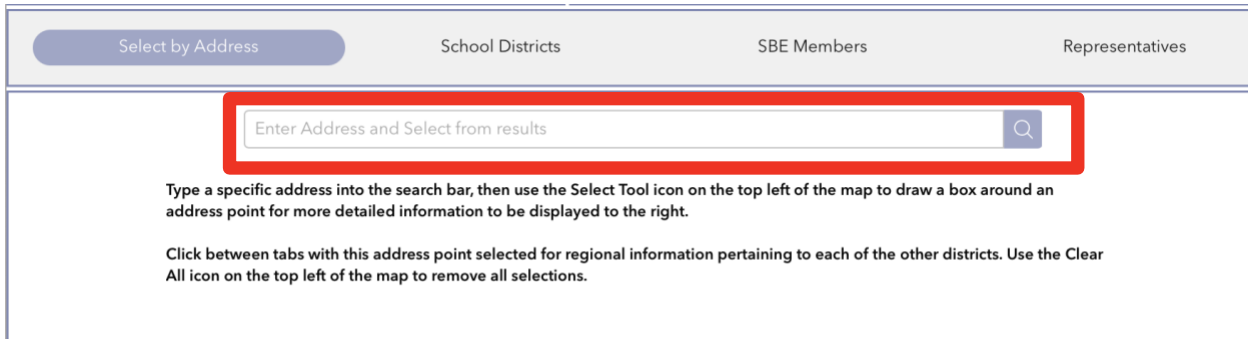 Select by Address School Districts SBE Members Representatives
Enter Address and Select from results
Type a specific address into the search bar, then use the Select Tool icon on the top left of the map to draw a box around an
address point for more detailed information to be displayed to the right.
Click between tabs with this address point selected for regional information pertaining to each of the other districts. Use the Clear
All icon on the top left of the map to remove all selections.